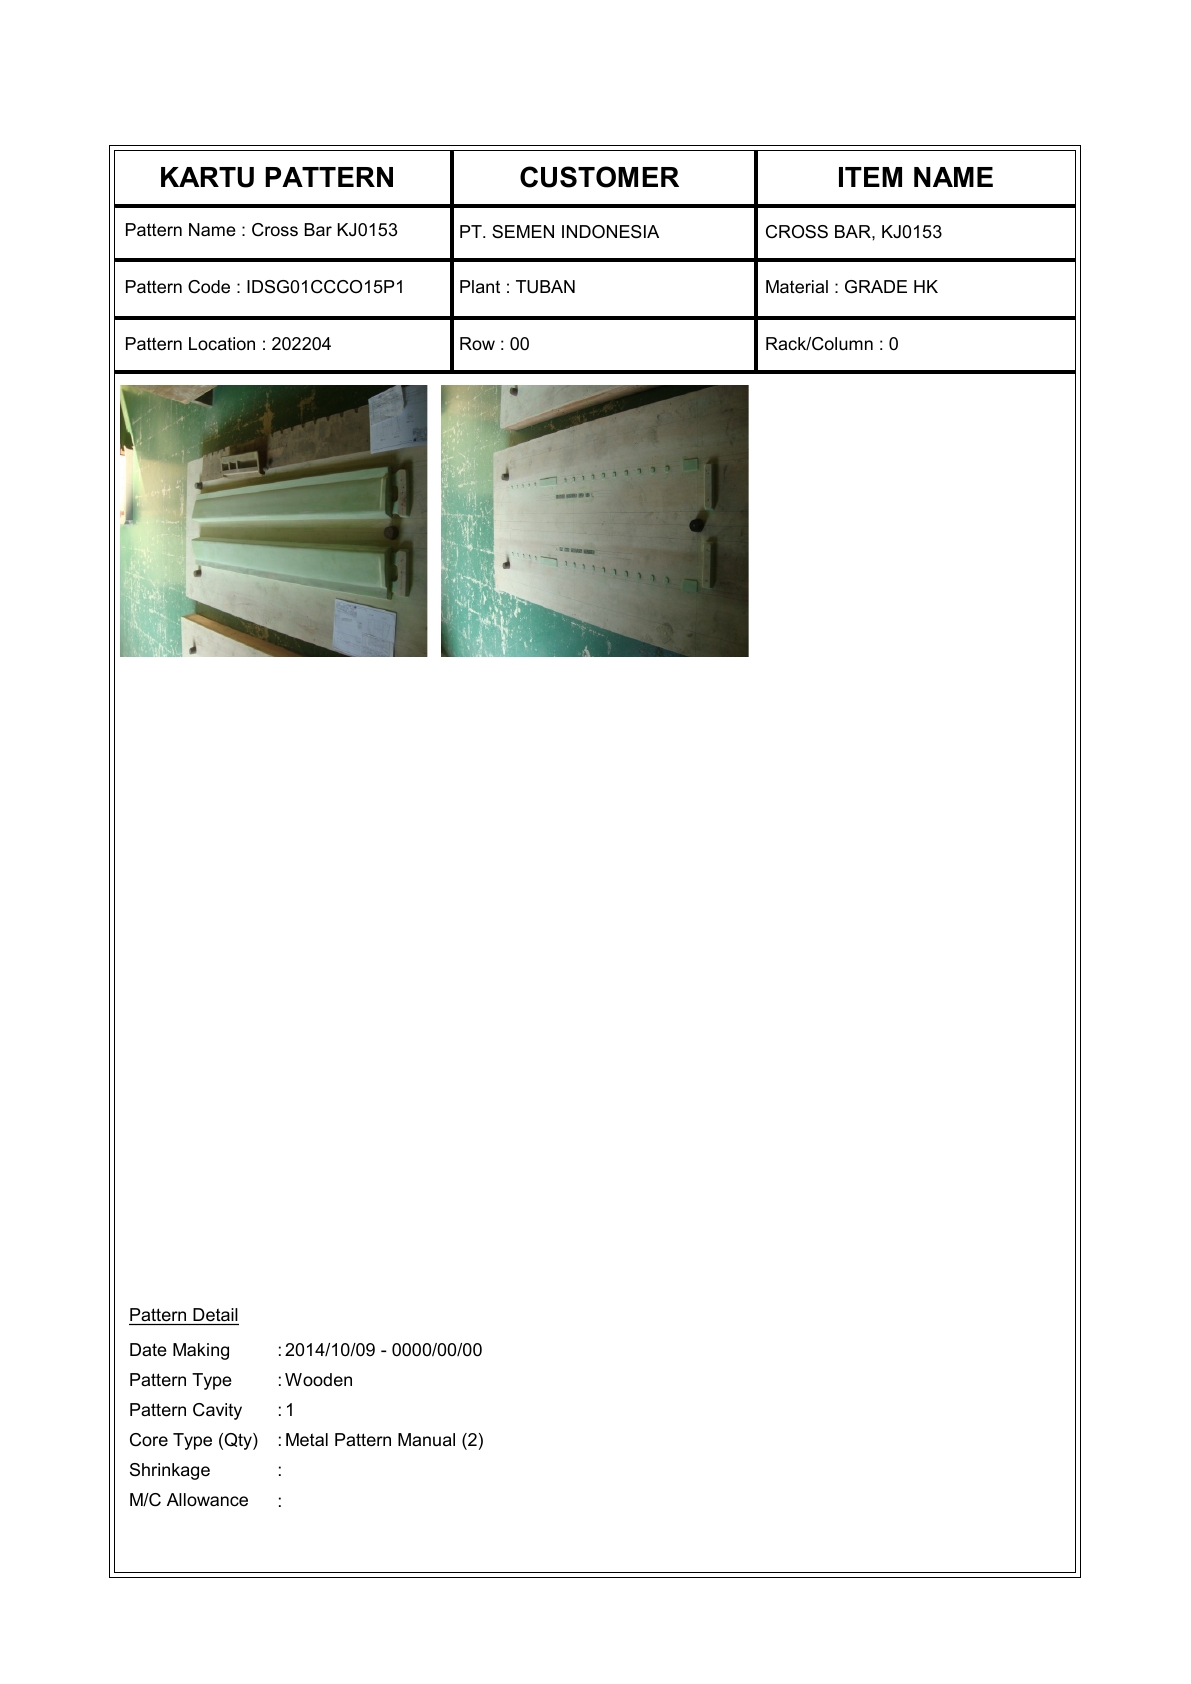 KARTU PATTERN CUSTOMER ITEM NAME
Pattern Name : Cross Bar KJ0153 PT. SEMEN INDONESIA CROSS BAR, KJ0153
Pattern Code : IDSG01CCCO15P1 Plant : TUBAN Material : GRADE HK
Pattern Location : 202204 Row : 00 Rack/Column : 0
Pattern Detail
Date Making : 2014/10/09 - 0000/00/00
Pattern Type : Wooden
Pattern Cavity : 1
Core Type (Qty) : Metal Pattern Manual (2)
Shrinkage :
M/C Allowance :